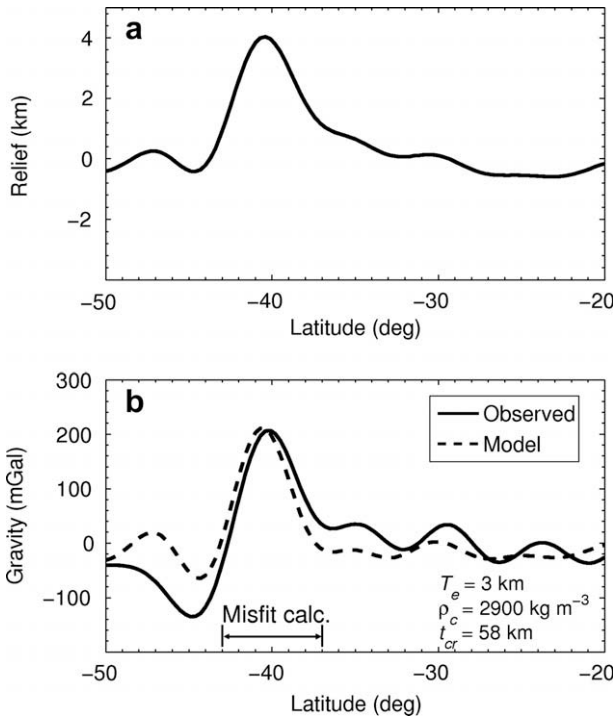 a
4
2
0
−2
Relief (km)
−50
−40
−30
−20
Latitude (deg)
b
300
200
100
0
−100
Gravity (mGal)
Observed
Model
Misfit calc.
T_e = 3 km
ρ_c = 2900 kg m⁻³
t_cr = 58 km
−50
−40
−30
−20
Latitude (deg)